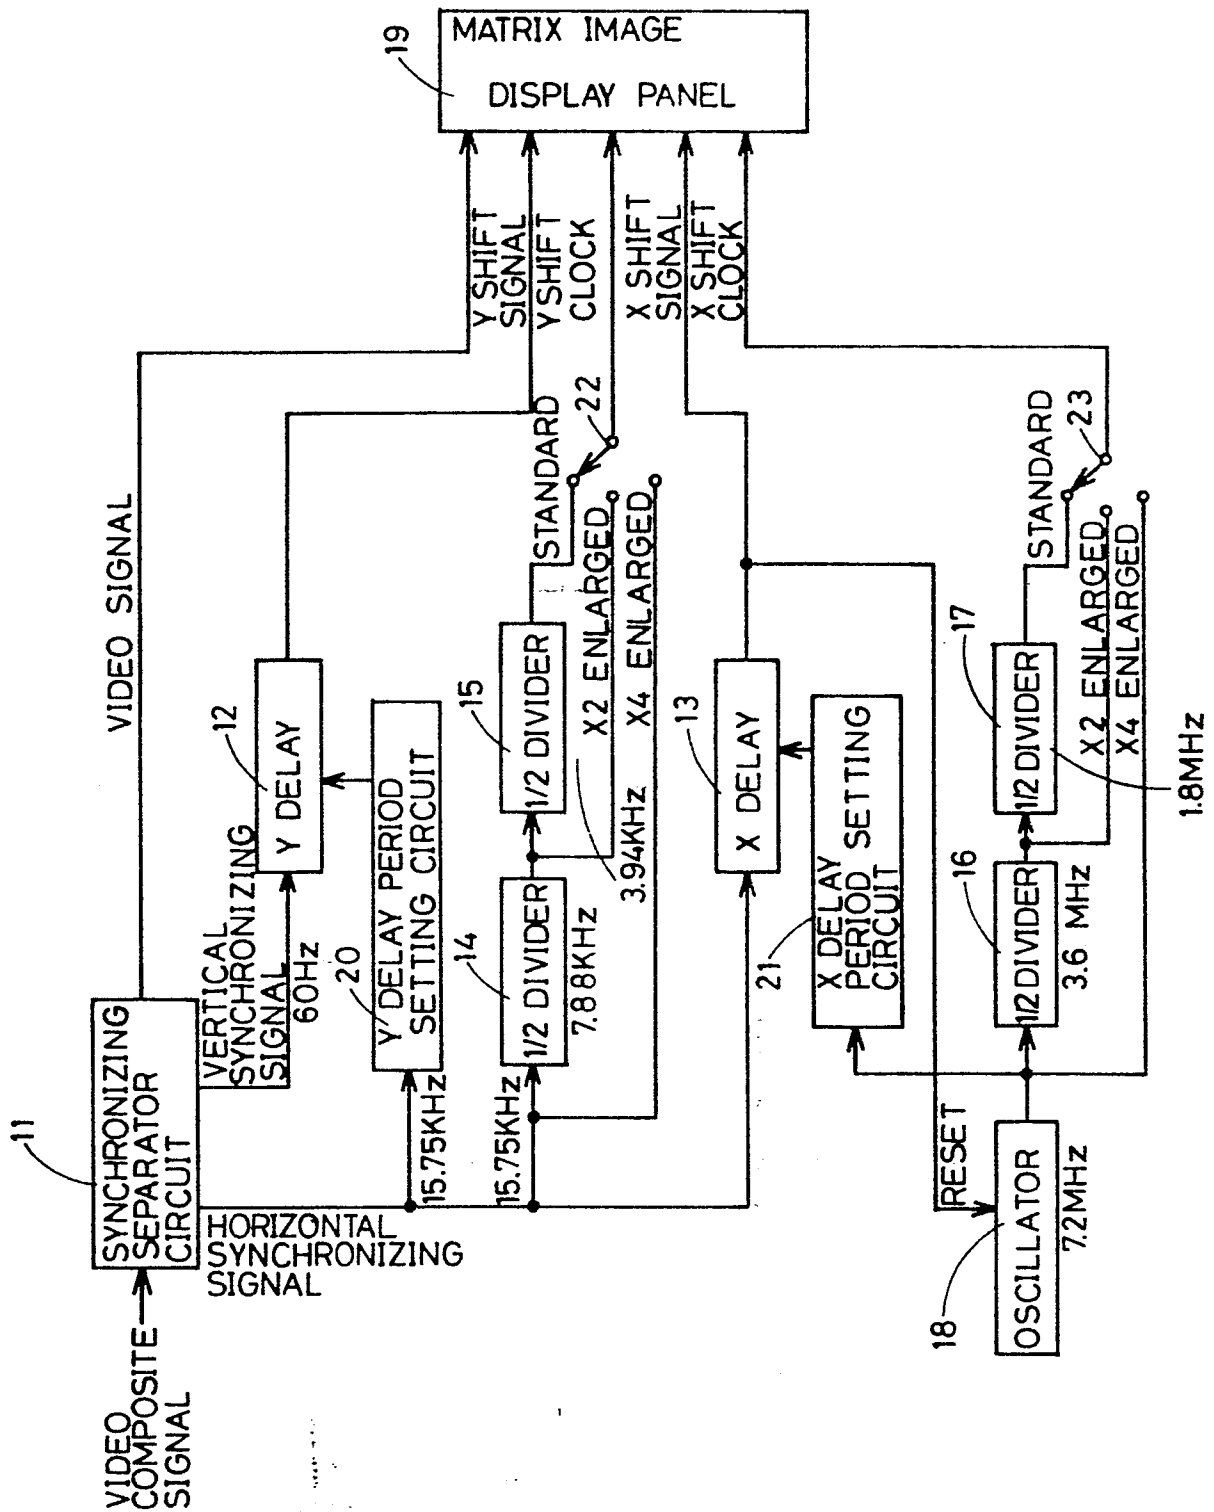 MATRIX IMAGE
DISPLAY PANEL
19
Y SHIFT
SIGNAL
Y SHIFT
CLOCK
X SHIFT
SIGNAL
X SHIFT
CLOCK
VIDEO SIGNAL
STANDARD
22
X2 ENLARGED
X4 ENLARGED
STANDARD
23
X2 ENLARGED
X4 ENLARGED
12
Y DELAY
15
1/2 DIVIDER
3.94KHz
13
X DELAY
17
1/2 DIVIDER
1.8MHz
Y DELAY PERIOD
SETTING CIRCUIT
20
14
1/2 DIVIDER
7.88KHz
X DELAY
PERIOD SETTING
CIRCUIT
21
16
1/2 DIVIDER
3.6 MHz
VERTICAL
SYNCHRONIZING
SIGNAL
60Hz
15.75KHz
15.75KHz
RESET
11
SYNCHRONIZING
SEPARATOR
CIRCUIT
HORIZONTAL
SYNCHRONIZING
SIGNAL
18
OSCILLATOR
7.2MHz
VIDEO
COMPOSITE
SIGNAL